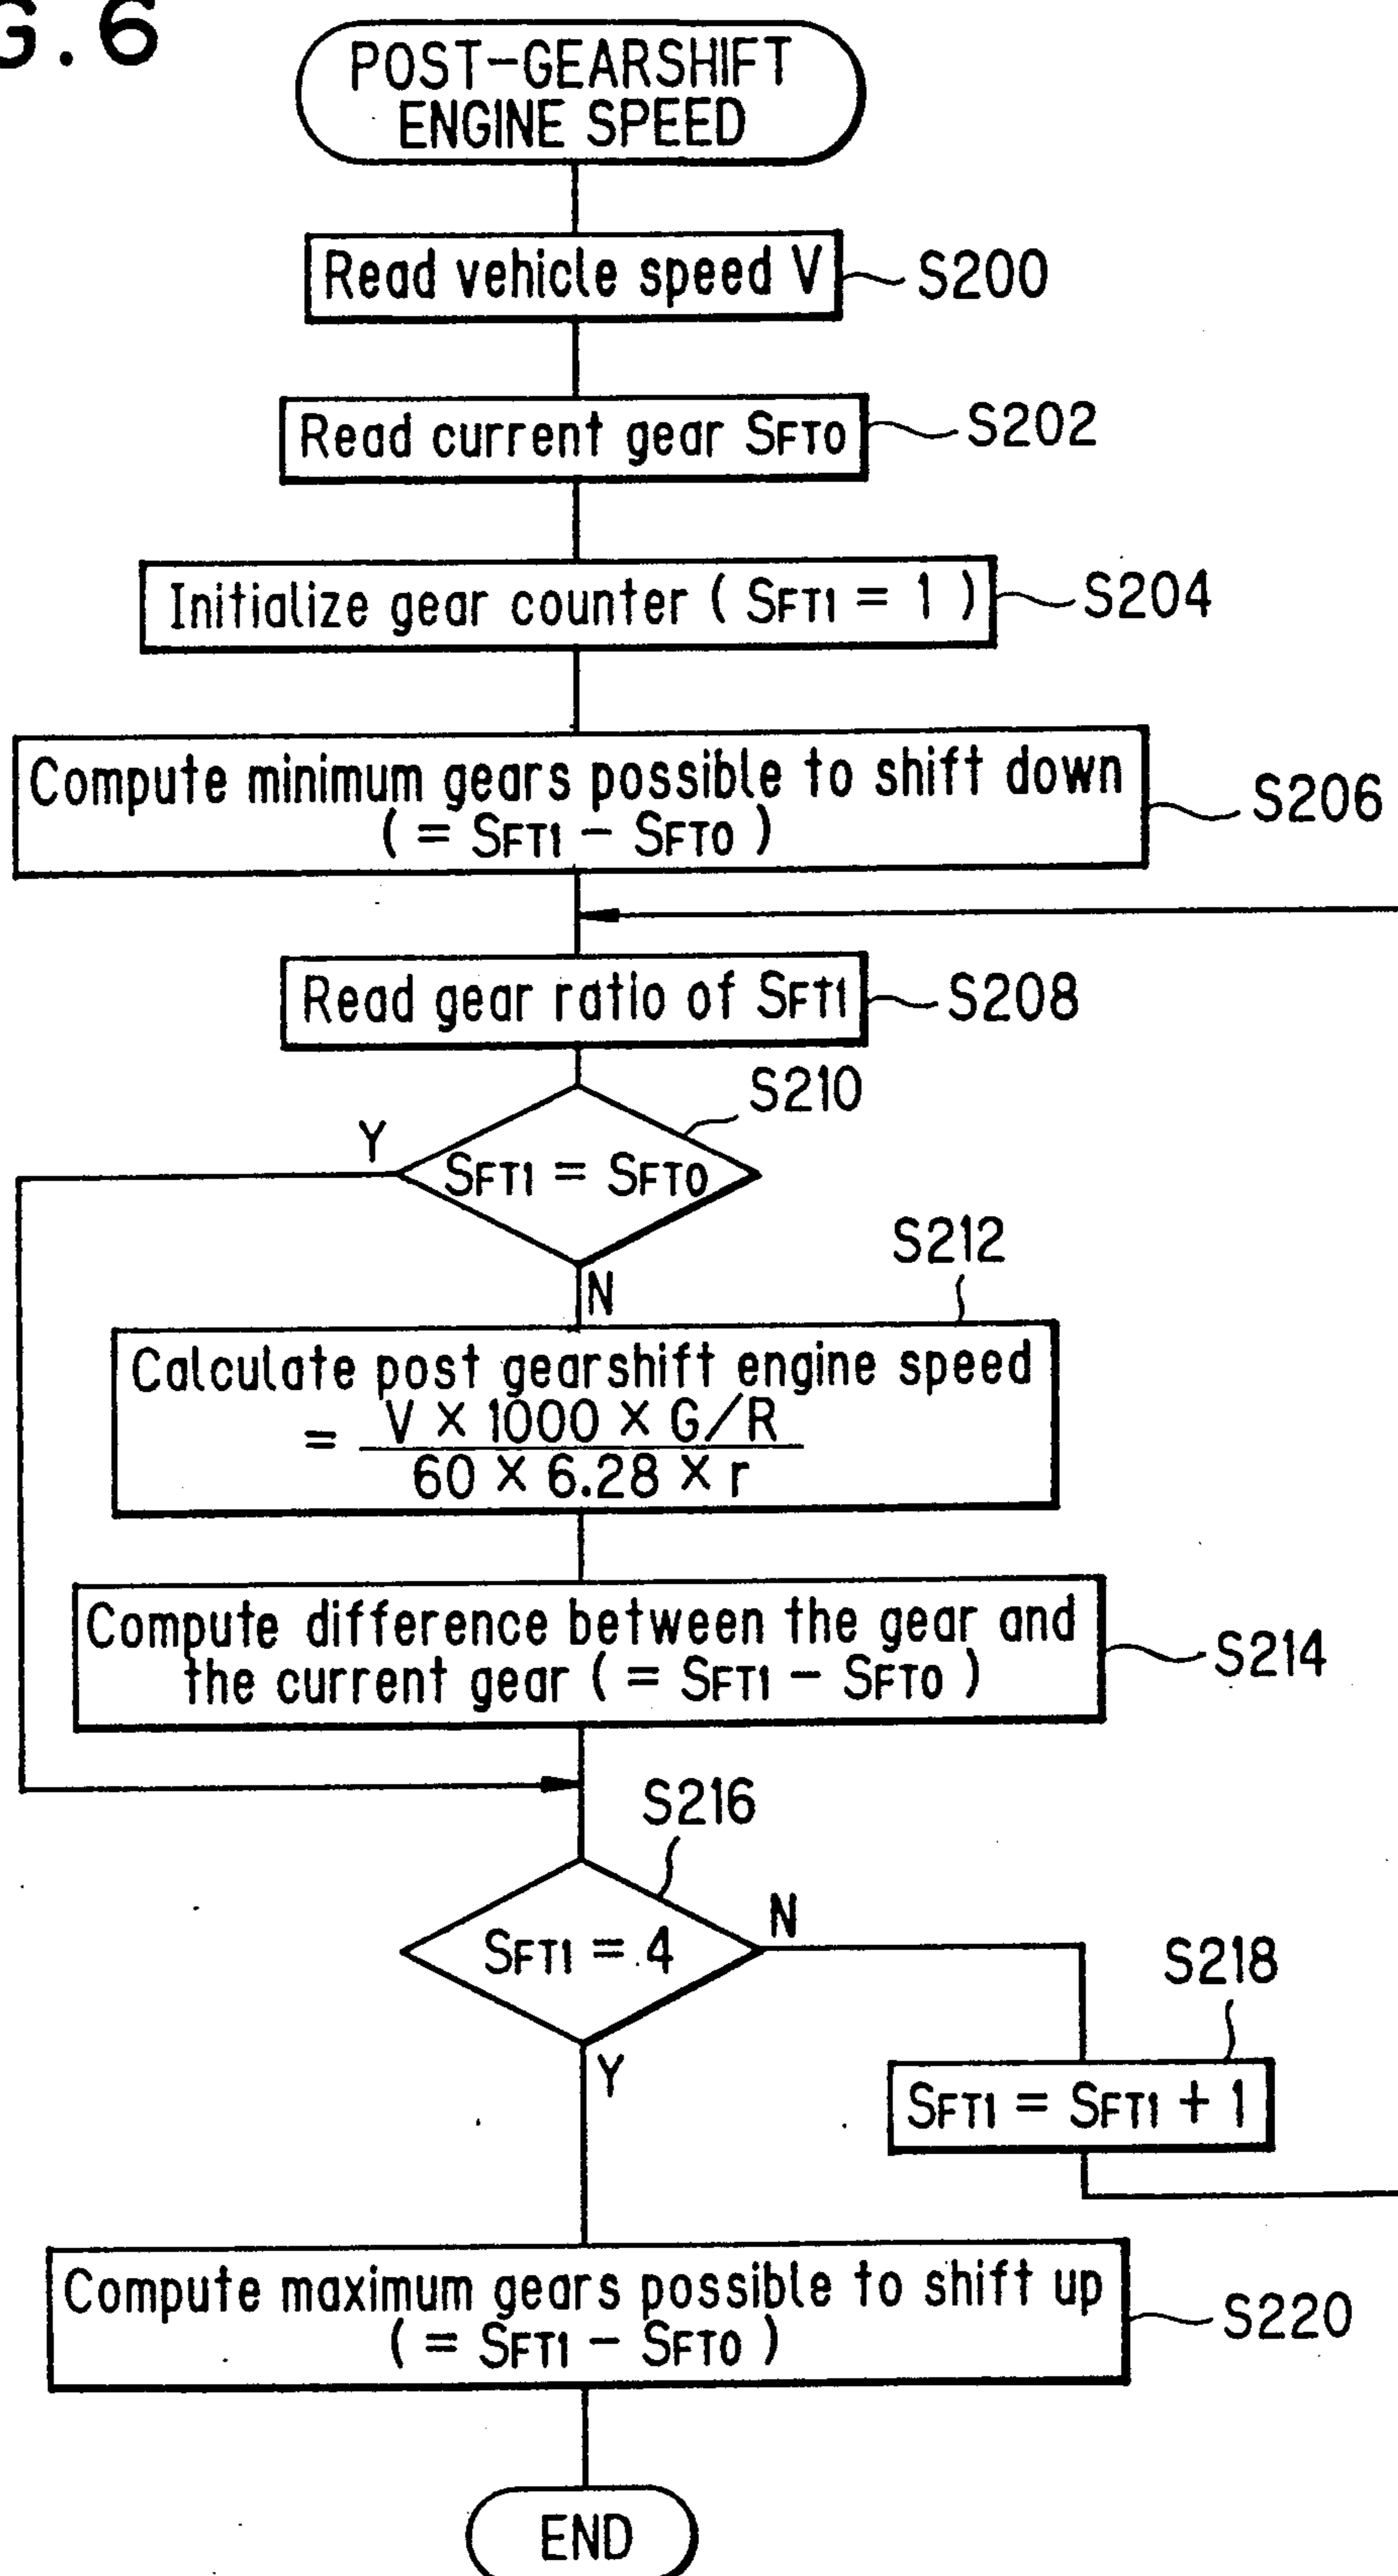 G.6
POST-GEARSHIFT
ENGINE SPEED
Read vehicle speed V
S200
Read current gear SFT0
S202
Initialize gear counter ( SFT1 = 1 )
S204
Compute minimum gears possible to shift down
( = SFT1 - SFT0 )
S206
Read gear ratio of SFT1
S208
S210
Y
SFT1 = SFT0
N
S212
Calculate post gearshift engine speed
= V × 1000 × G/R
60 × 6.28 × r
Compute difference between the gear and
the current gear ( = SFT1 - SFT0 )
S214
S216
SFT1 = 4
N
Y
S218
SFT1 = SFT1 + 1
Compute maximum gears possible to shift up
( = SFT1 - SFT0 )
S220
END